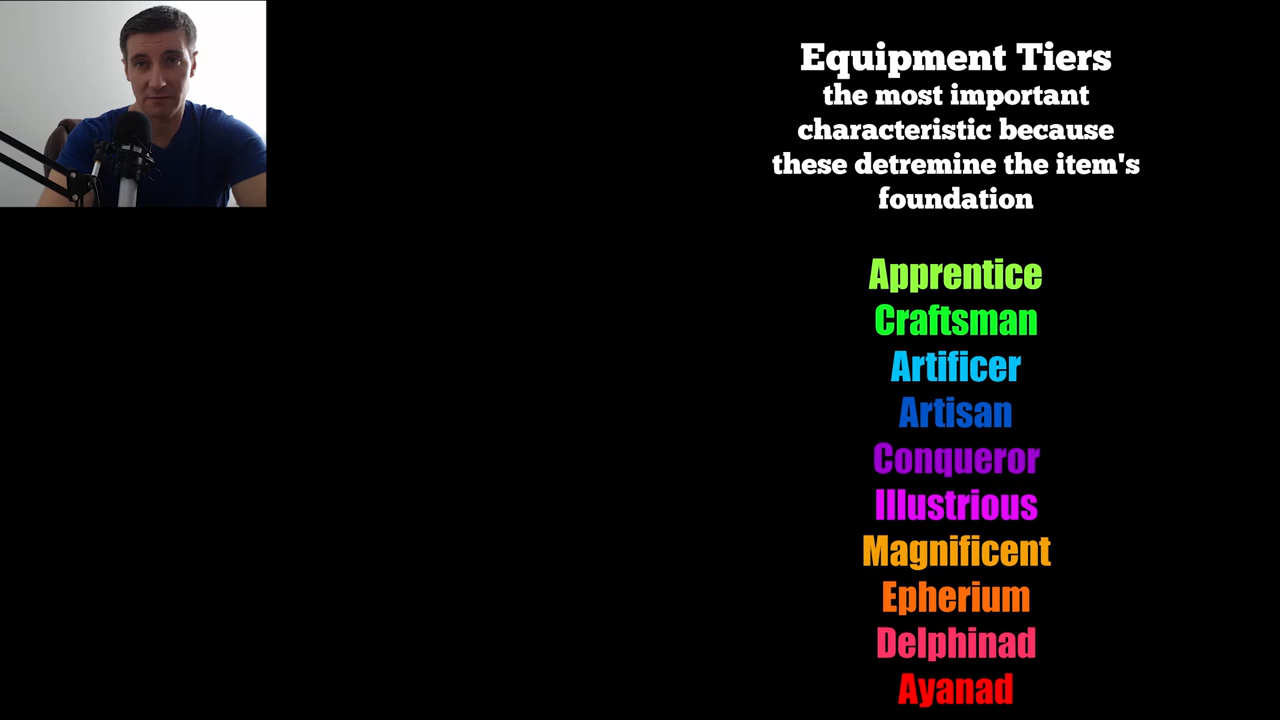 Equipment Tiers
the most important
characteristic because
these detremine the item's
foundation
Apprentice
Craftsman
Artificer
Artisan
Conqueror
Illustrious
Magnificent
Epherium
Delphinad
Ayanad